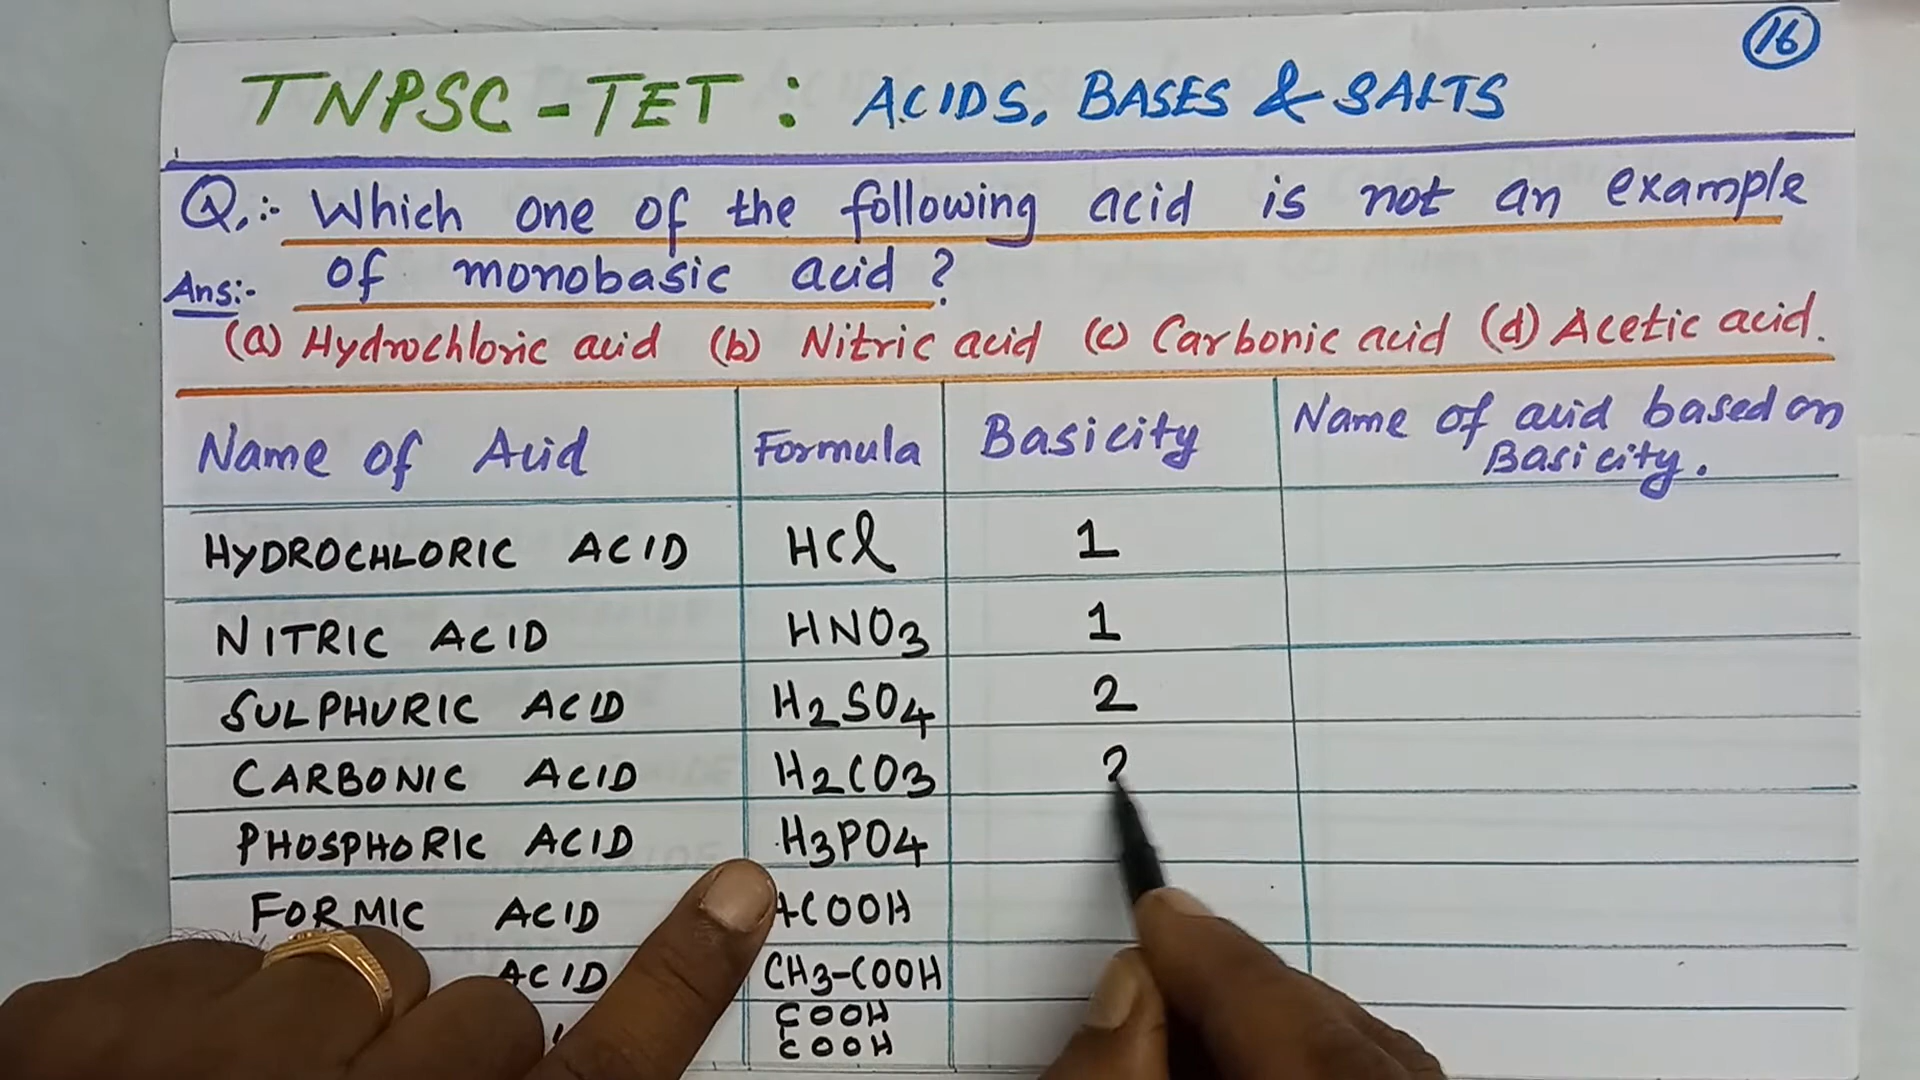 16
TNPSC-TET: ACIDS, BASES & SALTS
Q.:- Which one of the following acid is not an example
of monobasic acid?
Ans:-
(a) Hydrochloric acid (b) Nitric acid (c) Carbonic acid (d) Acetic acid.
Name of Acid Formula Basicity Name of acid based on Basicity.
HYDROCHLORIC ACID HCl 1
NITRIC ACID HNO3 1
SULPHURIC ACID H2SO4 2
CARBONIC ACID H2CO3 2
PHOSPHORIC ACID H3PO4
FORMIC ACID HCOOH
ACID CH3-COOH
COOH
COOH